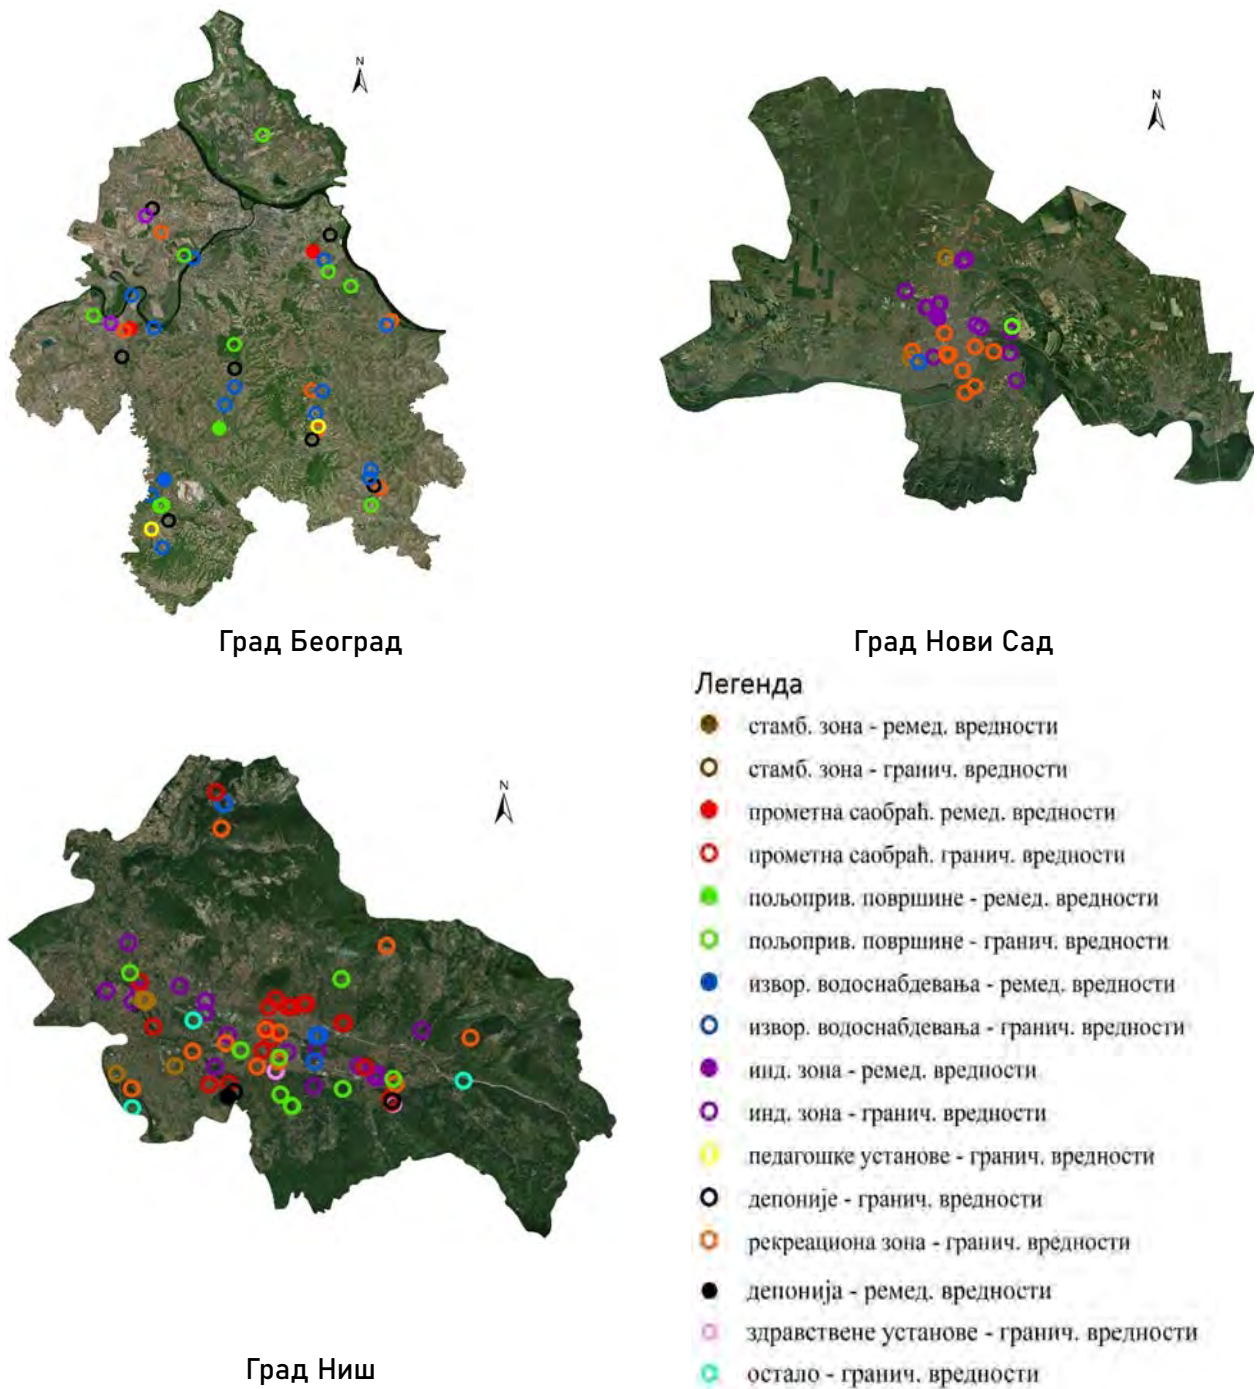 N
N
Град Београд
Град Нови Сад
Легенда
стамб. зона - ремед. вредности
стамб. зона - гранич. вредности
прометна саобраћ. ремед. вредности
прометна саобраћ. гранич. вредности
пољоприв. површине - ремед. вредности
пољоприв. површине - гранич. вредности
извор. водоснабдевања - ремед. вредности
извор. водоснабдевања - гранич. вредности
инд. зона - ремед. вредности
инд. зона - гранич. вредности
педагошке установе - гранич. вредности
депоније - гранич. вредности
рекреациона зона - гранич. вредности
депонија - ремед. вредности
здравствене установе - гранич. вредности
остало - гранич. вредности
N
Град Ниш